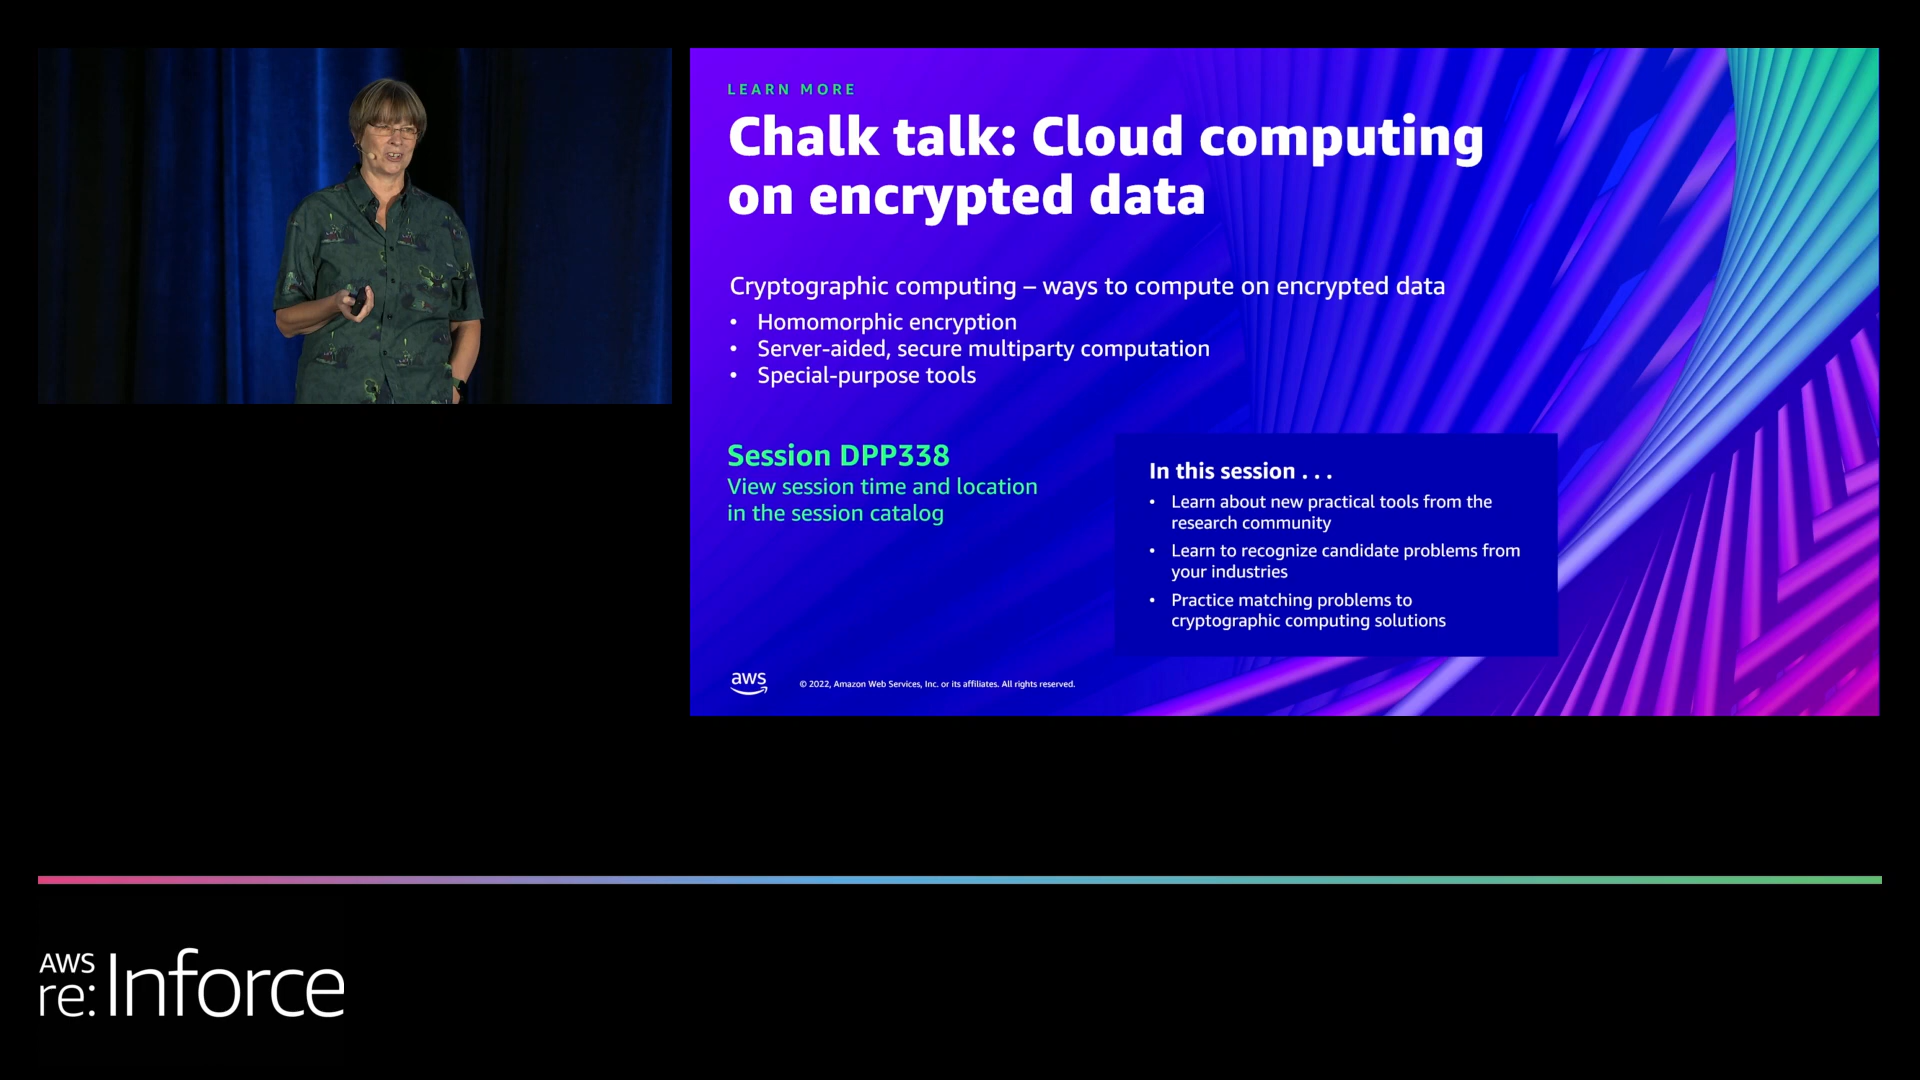 LEARN MORE
Chalk talk: Cloud computing
on encrypted data
Cryptographic computing – ways to compute on encrypted data
• Homomorphic encryption
• Server-aided, secure multiparty computation
• Special-purpose tools
Session DPP338
View session time and location
in the session catalog
In this session . . .
• Learn about new practical tools from the
research community
• Learn to recognize candidate problems from
your industries
• Practice matching problems to
cryptographic computing solutions
aws
© 2022, Amazon Web Services, Inc. or its affiliates. All rights reserved.
AWS
re:Inforce